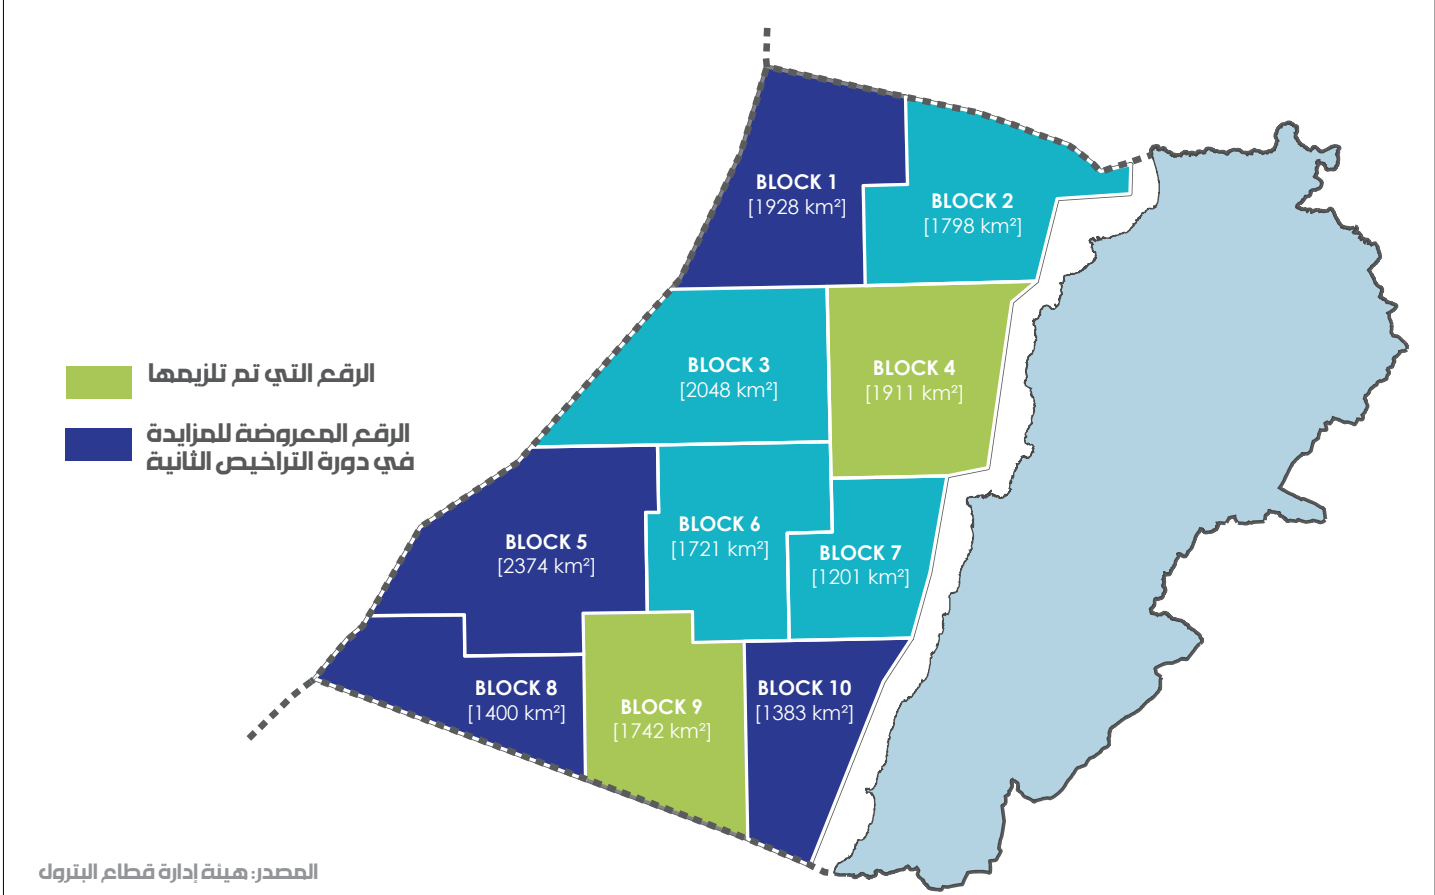 BLOCK 1
[1928 km²]
BLOCK 2
[1798 km²]
BLOCK 3
[2048 km²]
BLOCK 4
[1911 km²]
الرقع التي تم تلزيمها
الرقع المعروضة للمزايدة
في دورة التراخيص الثانية
BLOCK 5
[2374 km²]
BLOCK 6
[1721 km²]
BLOCK 7
[1201 km²]
BLOCK 8
[1400 km²]
BLOCK 9
[1742 km²]
BLOCK 10
[1383 km²]
المصدر: هيئة إدارة قطاع البترول